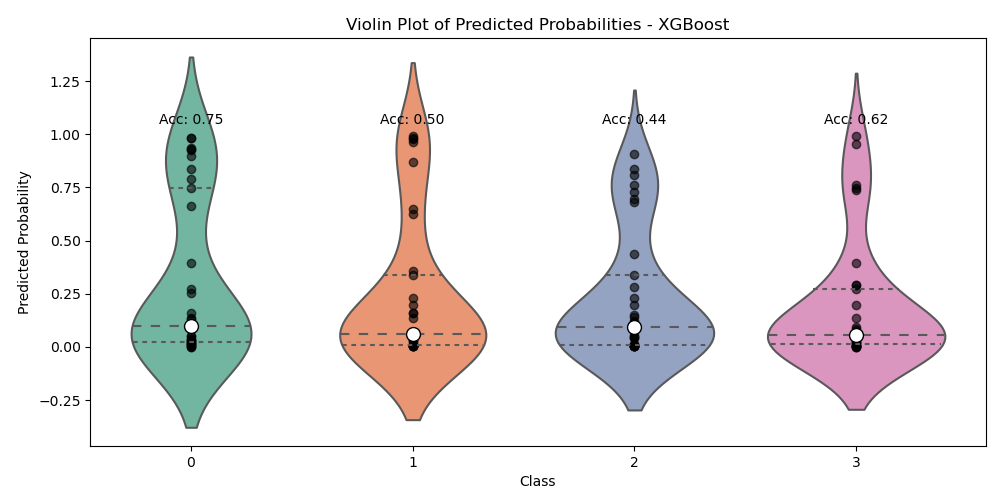 Violin Plot of Predicted Probabilities - XGBoost
Predicted Probability
1.25
1.00
0.75
0.50
0.25
0.00
−0.25
Acc: 0.75
Acc: 0.50
Acc: 0.44
Acc: 0.62
0
1
2
3
Class